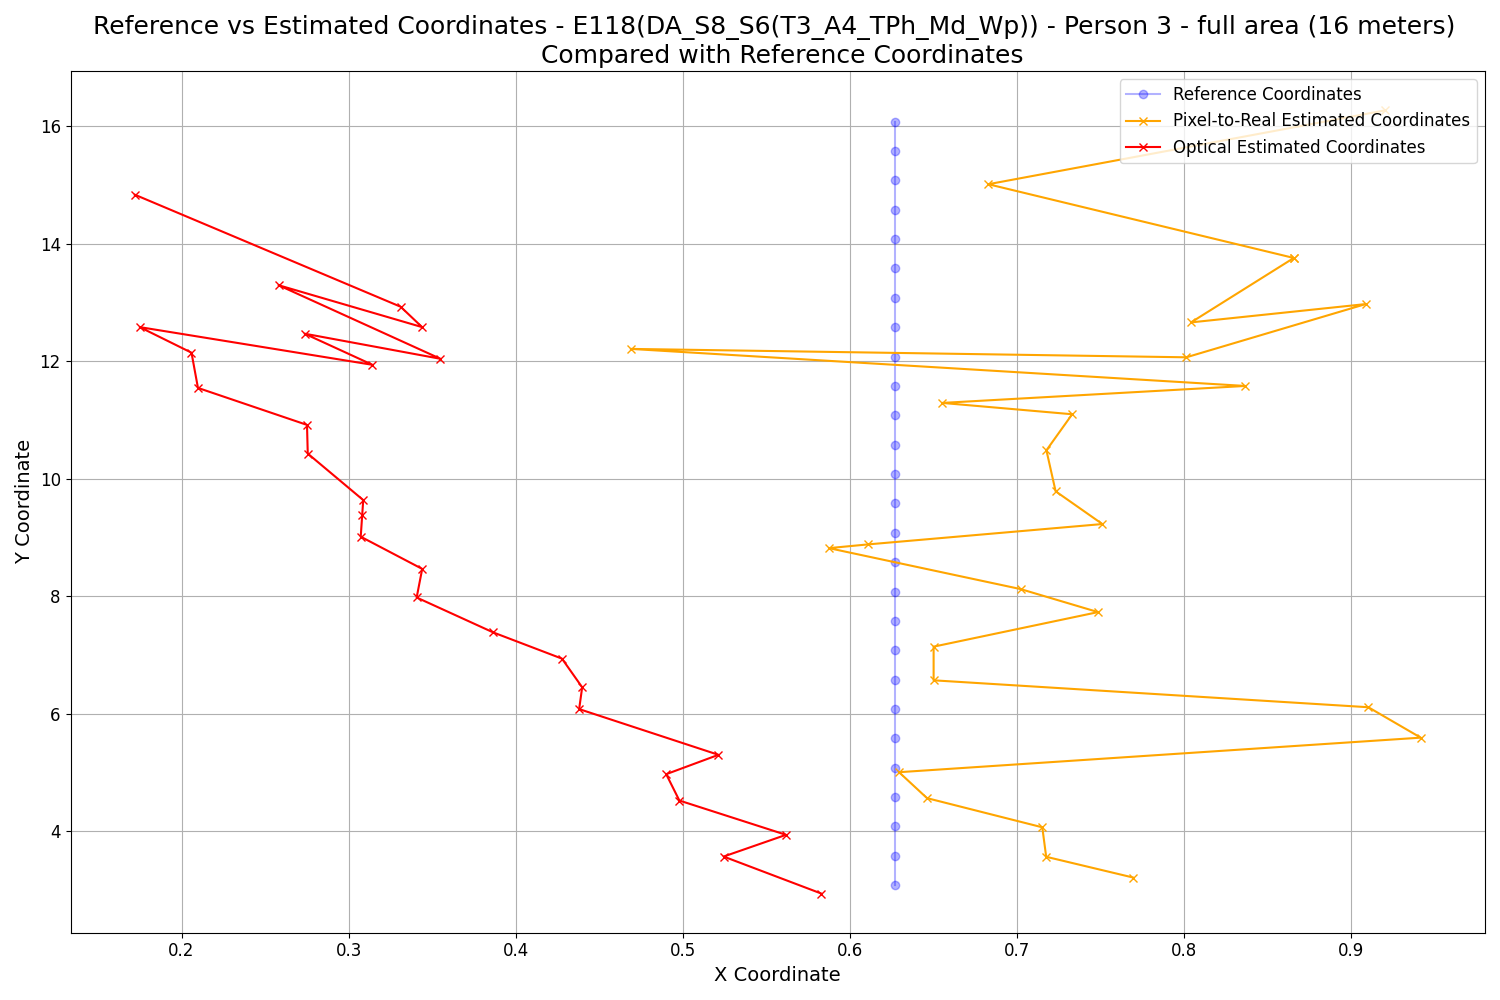 Reference vs Estimated Coordinates - E118(DA_S8_S6(T3_A4_TPh_Md_Wp)) - Person 3 - full area (16 meters)
Compared with Reference Coordinates
Reference Coordinates
Pixel-to-Real Estimated Coordinates
Optical Estimated Coordinates
Y Coordinate
16
14
12
10
8
6
4
0.2
0.3
0.4
0.5
0.6
0.7
0.8
0.9
X Coordinate